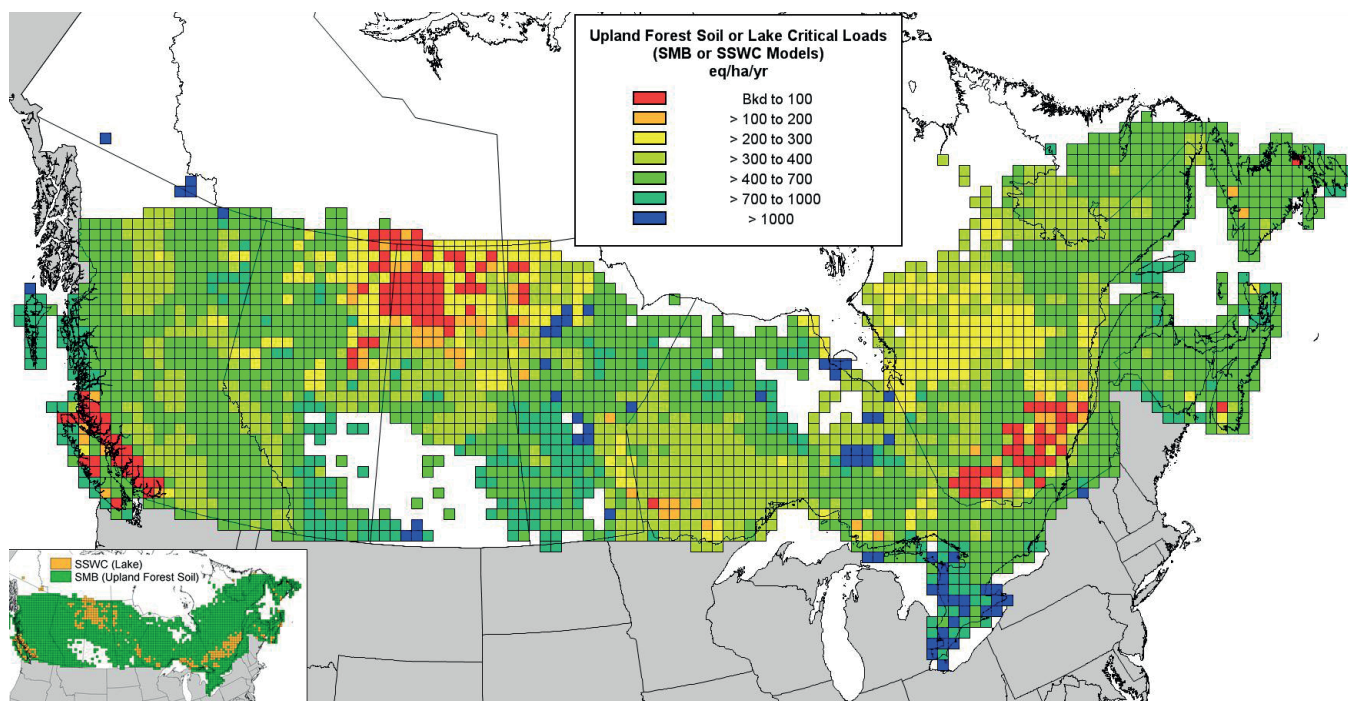 Upland Forest Soil or Lake Critical Loads
(SMB or SSWC Models)
eq/ha/yr
Bkd to 100
> 100 to 200
> 200 to 300
> 300 to 400
> 400 to 700
> 700 to 1000
> 1000
SSWC (Lake)
SMB (Upland Forest Soil)